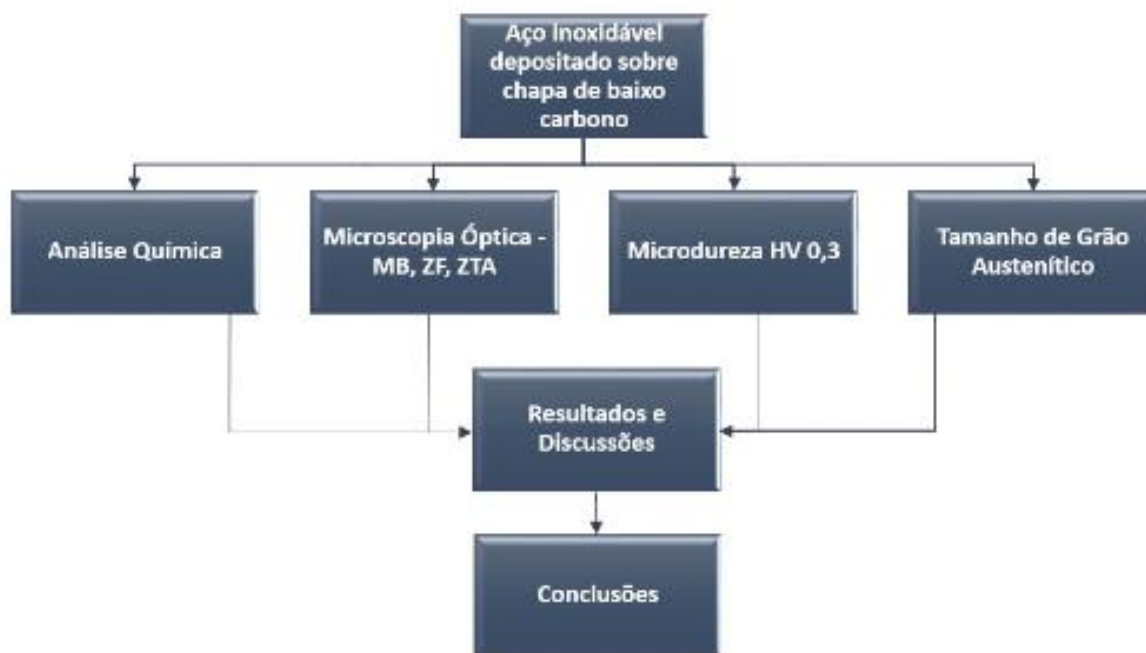 Aço inoxidável
depositado sobre
chapa de baixo
carbono
Análise Química
Microscopia Óptica -
MB, ZF, ZTA
Microdureza HV 0,3
Tamanho de Grão
Austenítico
Resultados e
Discussões
Conclusões